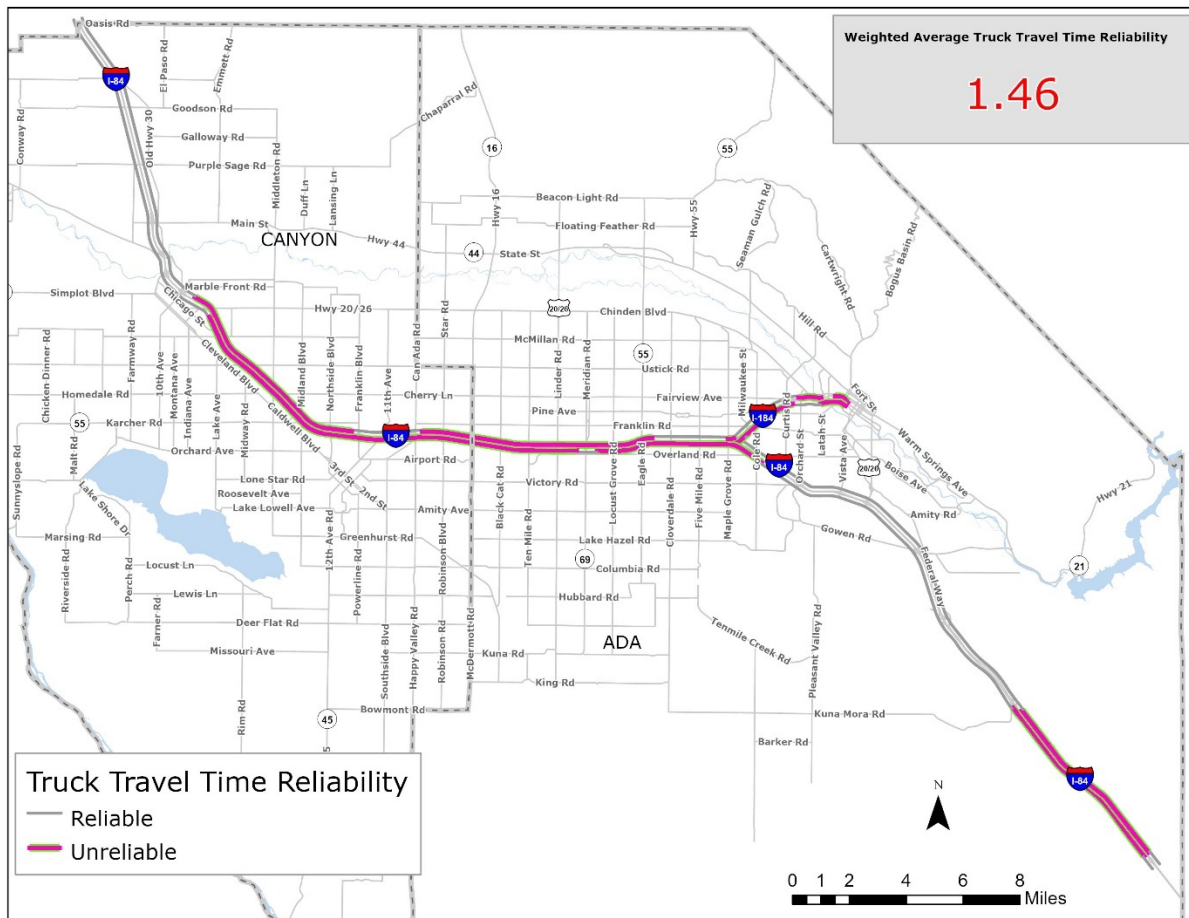 Oasis Rd
Weighted Average Truck Travel Time Reliability
1.46
I-84
El Paso Rd
Emmett Rd
Conway Rd
Old Hwy 30
Goodson Rd
Galloway Rd
Purple Sage Rd
Chaparral Rd
Middleton Rd
Duff Ln
Lansing Ln
16
Hwy 16
55
Hwy 55
Beacon Light Rd
Floating Feather Rd
Seaman Gulch Rd
Cartwright Rd
Bogus Basin Rd
Main St
CANYON
Hwy 44
44
State St
Simplot Blvd
Marble Front Rd
Chicago St
Hwy 20/26
20/20
Chinden Blvd
Hill Rd
Star Rd
Can Ada Rd
McMillan Rd
55
Ustick Rd
Chicken Dinner Rd
Farmway Rd
10th Ave
Montana Ave
Indiana Ave
Lake Ave
Midway Rd
Cleveland Blvd
Caldwell Blvd
Midland Blvd
Northside Blvd
Franklin Blvd
11th Ave
Homedale Rd
Cherry Ln
Linder Rd
Meridian Rd
Fairview Ave
Pine Ave
Milwaukee St
I-184
Curtis Rd
Latah St
Fort St
55
Karcher Rd
I-84
Franklin Rd
Cole Rd
Orchard St
Vista Ave
Warm Springs Ave
Malt Rd
Orchard Ave
Airport Rd
Overland Rd
I-84
20/20
Boise Ave
Sunnyslope Rd
Lake Shore Dr
Lone Star Rd
3rd St
2nd St
Black Cat Rd
Victory Rd
Locust Grove Rd
Eagle Rd
Five Mile Rd
Maple Grove Rd
Hwy 21
Roosevelt Ave
Lake Lowell Ave
Amity Ave
Amity Rd
Gowen Rd
Marsing Rd
12th Ave Rd
Greenhurst Rd
Robinson Blvd
Ten Mile Rd
Lake Hazel Rd
Cloverdale Rd
Federal Way
21
Riverside Rd
Perch Rd
Locust Ln
Powerline Rd
69
Columbia Rd
Lewis Ln
Hubbard Rd
Farner Rd
Deer Flat Rd
Missouri Ave
Southside Blvd
Happy Valley Rd
Robinson Rd
McDermott Rd
Kuna Rd
ADA
Tenmile Creek Rd
Pleasant Valley Rd
King Rd
Rim Rd
45
Bowmont Rd
Kuna Mora Rd
Barker Rd
I-84
Truck Travel Time Reliability
Reliable
Unreliable
N
0 1 2 4 6 8
Miles